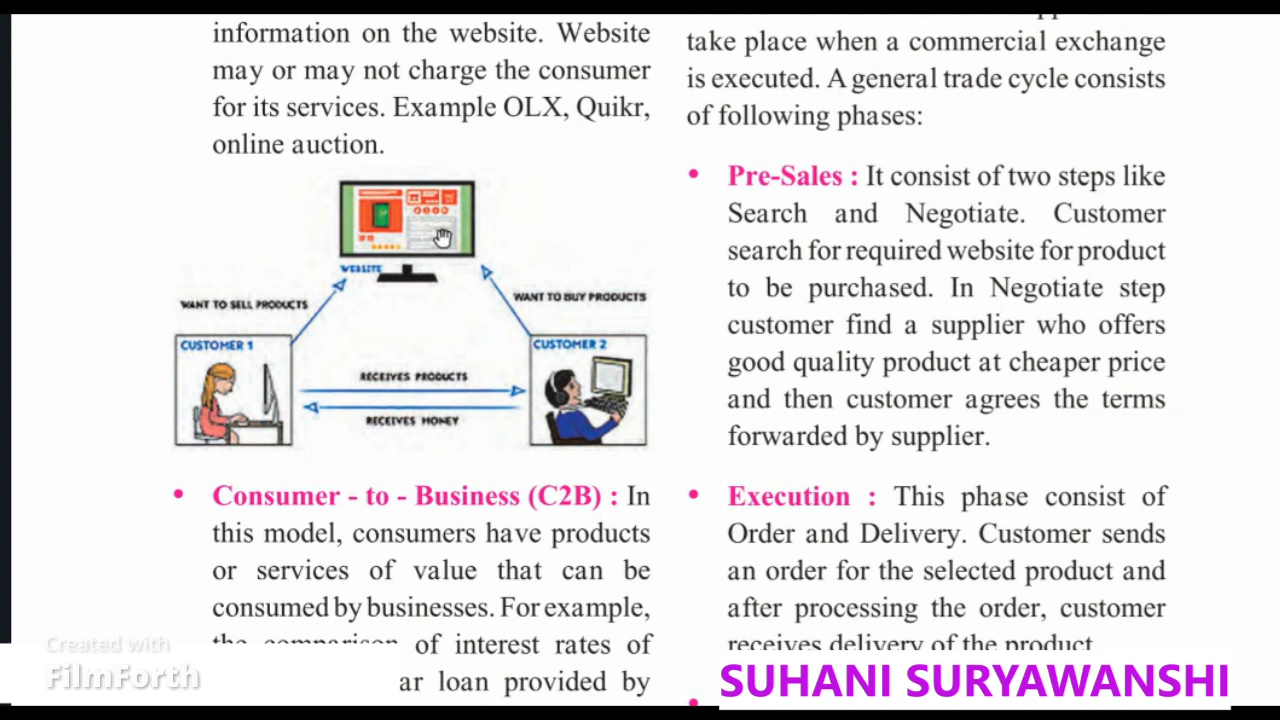 information on the website. Website
may or may not charge the consumer
for its services. Example OLX, Quikr,
online auction.
WEBSITE
WANT TO SELL PRODUCTS
WANT TO BUY PRODUCTS
CUSTOMER 1
CUSTOMER 2
RECEIVES PRODUCTS
RECEIVES MONEY
• Consumer - to - Business (C2B) : In
this model, consumers have products
or services of value that can be
consumed by businesses. For example,
the comparison of interest rates of
ar loan provided by
take place when a commercial exchange
is executed. A general trade cycle consists
of following phases:
• Pre-Sales : It consist of two steps like
Search and Negotiate. Customer
search for required website for product
to be purchased. In Negotiate step
customer find a supplier who offers
good quality product at cheaper price
and then customer agrees the terms
forwarded by supplier.
• Execution : This phase consist of
Order and Delivery. Customer sends
an order for the selected product and
after processing the order, customer
receives delivery of the product.
Created with
FilmForth
SUHANI SURYAWANSHI